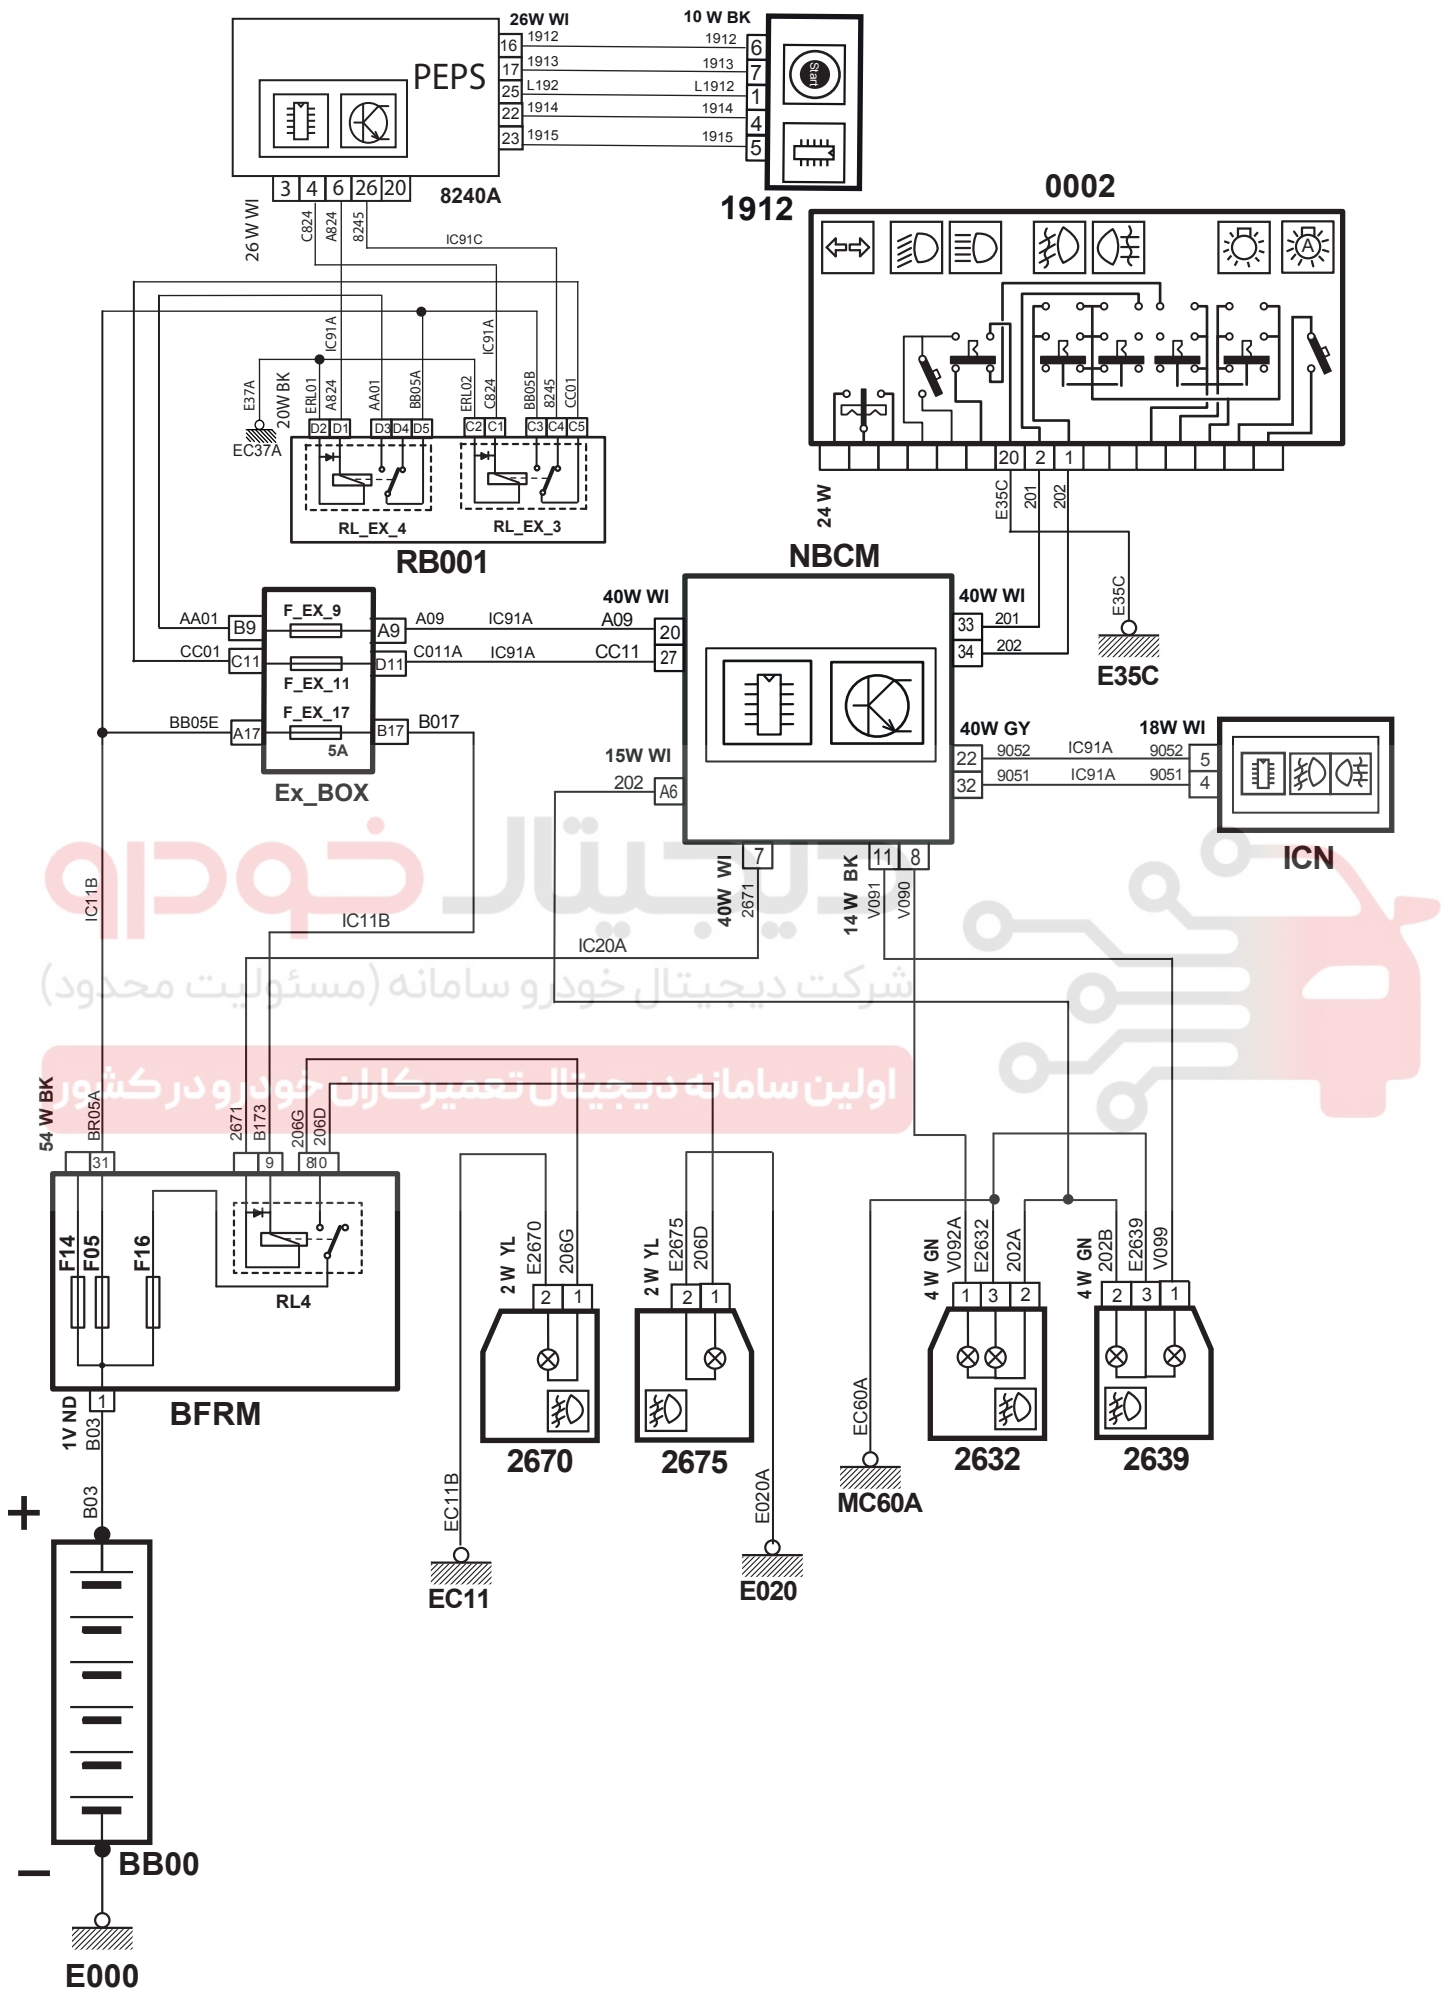 26W WI
10 W BK
16
1912
1912
6
PEPS
17
1913
1913
7
Start
25
L192
L1912
1
22
1914
1914
4
23
1915
1915
5
3
4
6
26
20
8240A
1912
0002
26 W WI
C824
A824
8245
IC91C
A
IC91A
IC91A
E37A
20W BK
ERL01
A824
AA01
BB05A
ERL02
C824
BB05B
8245
CC01
EC37A
D2
D1
D3
D4
D5
C2
C1
C3
C4
C5
RL_EX_4
RL_EX_3
RB001
20
2
1
24 W
E35C
201
202
NBCM
E35C
E35C
40W WI
40W WI
AA01
B9
F_EX_9
A9
A09
IC91A
A09
20
33
201
CC01
C11
F_EX_11
D11
C011A
IC91A
CC11
27
34
202
BB05E
A17
F_EX_17
5A
B17
B017
Ex_BOX
15W WI
202
A6
40W GY
18W WI
22
9052
IC91A
9052
5
32
9051
IC91A
9051
4
ICN
7
11
8
40W WI
2671
14 W BK
V091
V090
دیجیتال خودرو
IC11B
IC11B
IC20A
شرکت دیجیتال خودرو سامانه (مسئولیت محدود)
اولین سامانه دیجیتال تعمیرکاران خودرو در کشور
54 W BK
BR05A
2671
B173
206G
206D
31
9
8
10
F14
F05
F16
RL4
BFRM
1V ND
1
B03
B03
2 W YL
E2670
206G
2
1
2670
2 W YL
E2675
206D
2
1
2675
4 W GN
V092A
E2632
202A
1
3
2
2632
4 W GN
202B
E2639
V099
2
3
1
2639
EC60A
MC60A
EC11B
EC11
E020A
E020
+
−
BB00
E000